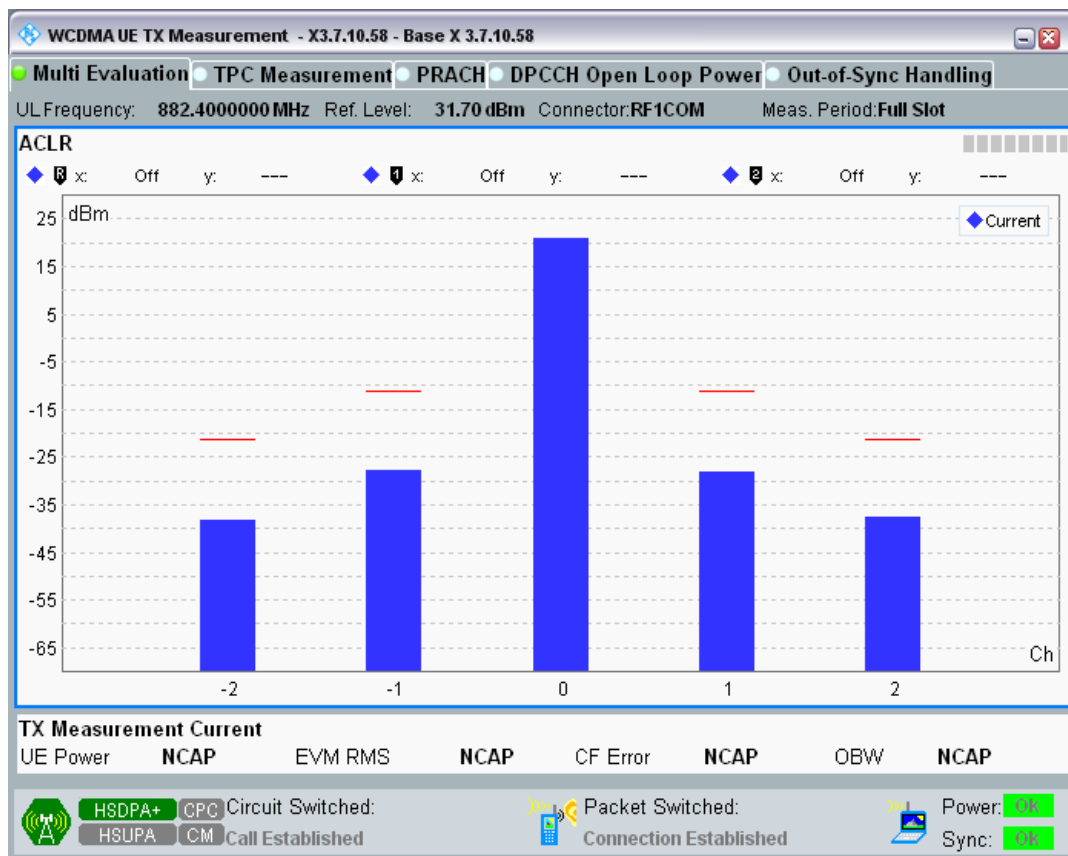 WCDMA UE TX Measurement - X3.7.10.58 - Base X 3.7.10.58
Multi Evaluation TPC Measurement PRACH DPCCH Open Loop Power Out-of-Sync Handling
UL Frequency: 882.4000000 MHz Ref. Level: 31.70 dBm Connector:RF1COM Meas. Period:Full Slot
ACLR
R x: Off y: --- 1 x: Off y: --- 2 x: Off y: ---
dBm
Current
25
15
5
-5
-15
-25
-35
-45
-55
-65
Ch
-2 -1 0 1 2
TX Measurement Current
UE Power NCAP EVM RMS NCAP CF Error NCAP OBW NCAP
HSDPA+ CPC Circuit Switched: Packet Switched: Power: OK
HSUPA CM Call Established Connection Established Sync: OK